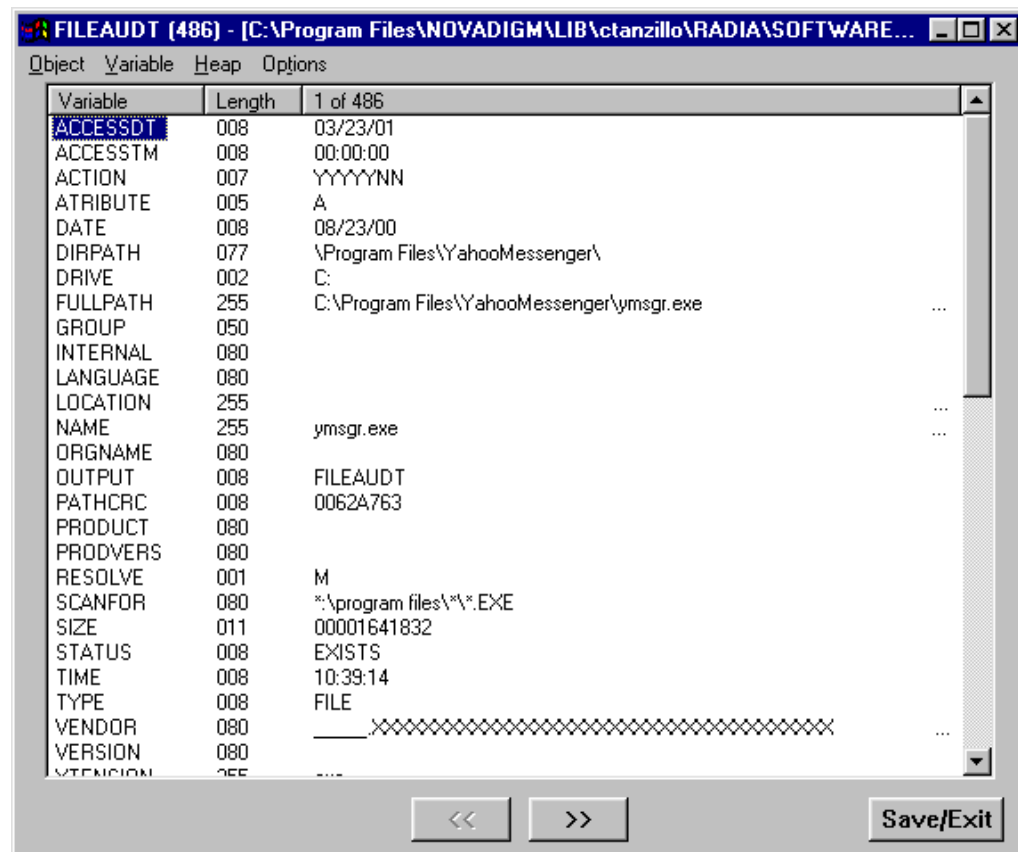 FILEAUDT (486) - [C:\Program Files\NOVADIGM\LIB\ctanzillo\RADIA\SOFTWARE...
Object Variable Heap Options
Variable Length 1 of 486
ACCESSDT 008 03/23/01
ACCESSTM 008 00:00:00
ACTION 007 YYYYYNN
ATRIBUTE 005 A
DATE 008 08/23/00
DIRPATH 077 \Program Files\YahooMessenger\
DRIVE 002 C:
FULLPATH 255 C:\Program Files\YahooMessenger\ymsgr.exe ...
GROUP 050
INTERNAL 080
LANGUAGE 080
LOCATION 255 ...
NAME 255 ymsgr.exe ...
ORGNAME 080
OUTPUT 008 FILEAUDT
PATHCRC 008 0062A763
PRODUCT 080
PRODVERS 080
RESOLVE 001 M
SCANFOR 080 *:\program files\*\*.EXE
SIZE 011 00001641832
STATUS 008 EXISTS
TIME 008 10:39:14
TYPE 008 FILE
VENDOR 080 _____.XXXXXXXXXXXXXXXXXXXXXXXXXXXXXXXXXXX ...
VERSION 080
<< >> Save/Exit